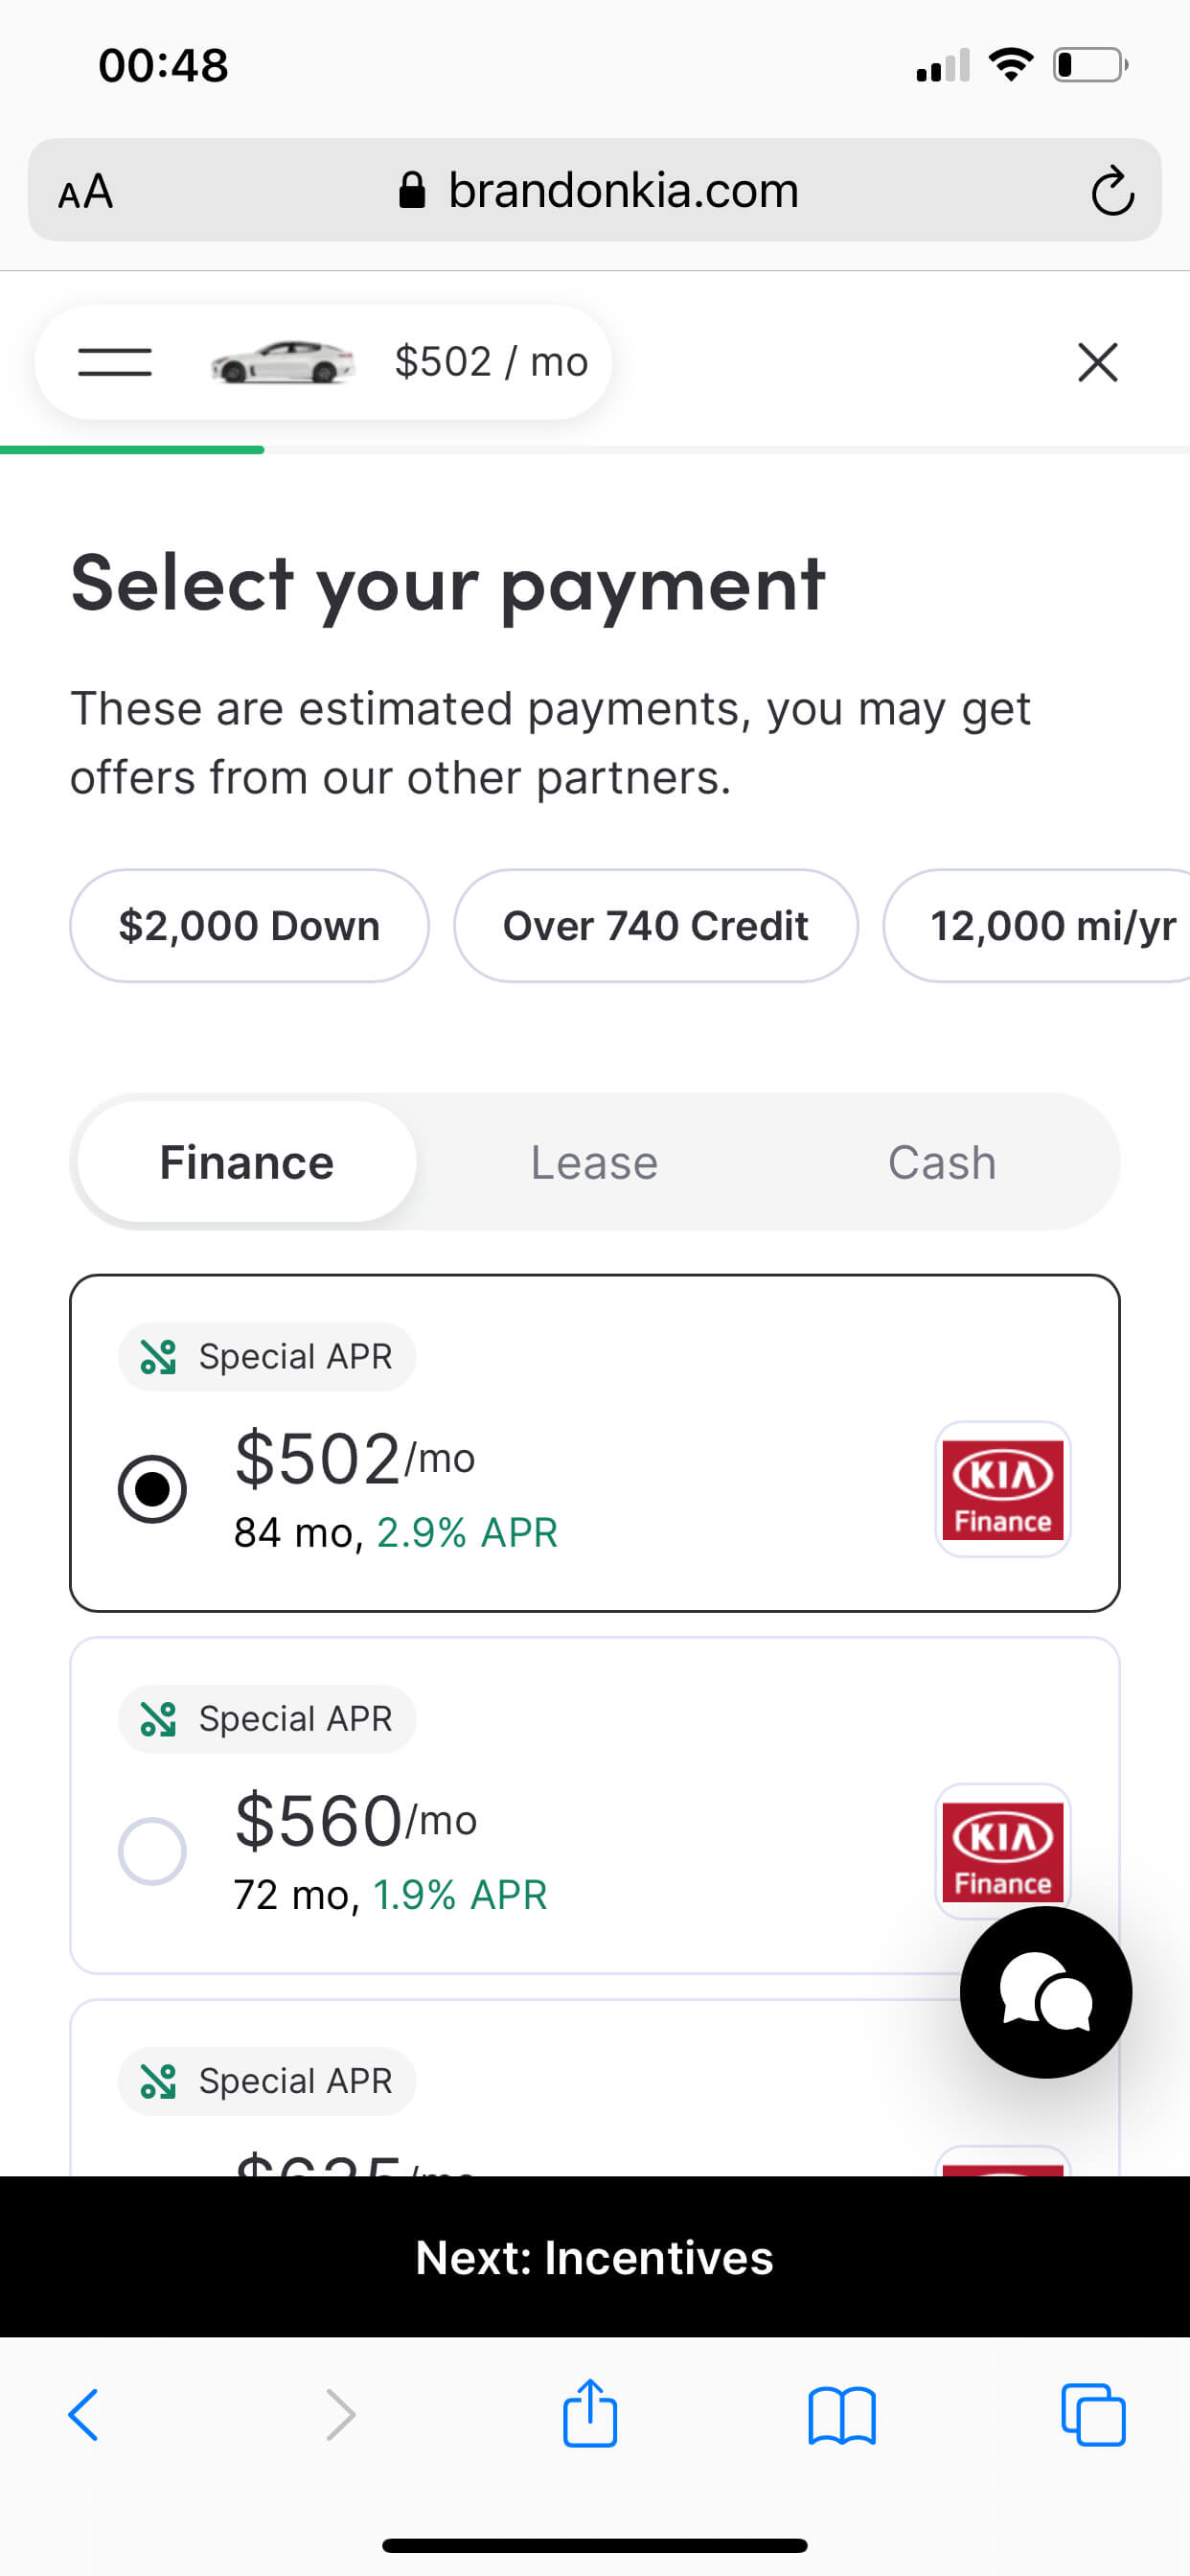 00:48
AA
brandonkia.com
$502 / mo
Select your payment
These are estimated payments, you may get
offers from our other partners.
$2,000 Down
Over 740 Credit
12,000 mi/yr
Finance
Lease
Cash
Special APR
$502/mo
84 mo, 2.9% APR
KIA
Finance
Special APR
$560/mo
72 mo, 1.9% APR
KIA
Finance
Special APR
Next: Incentives